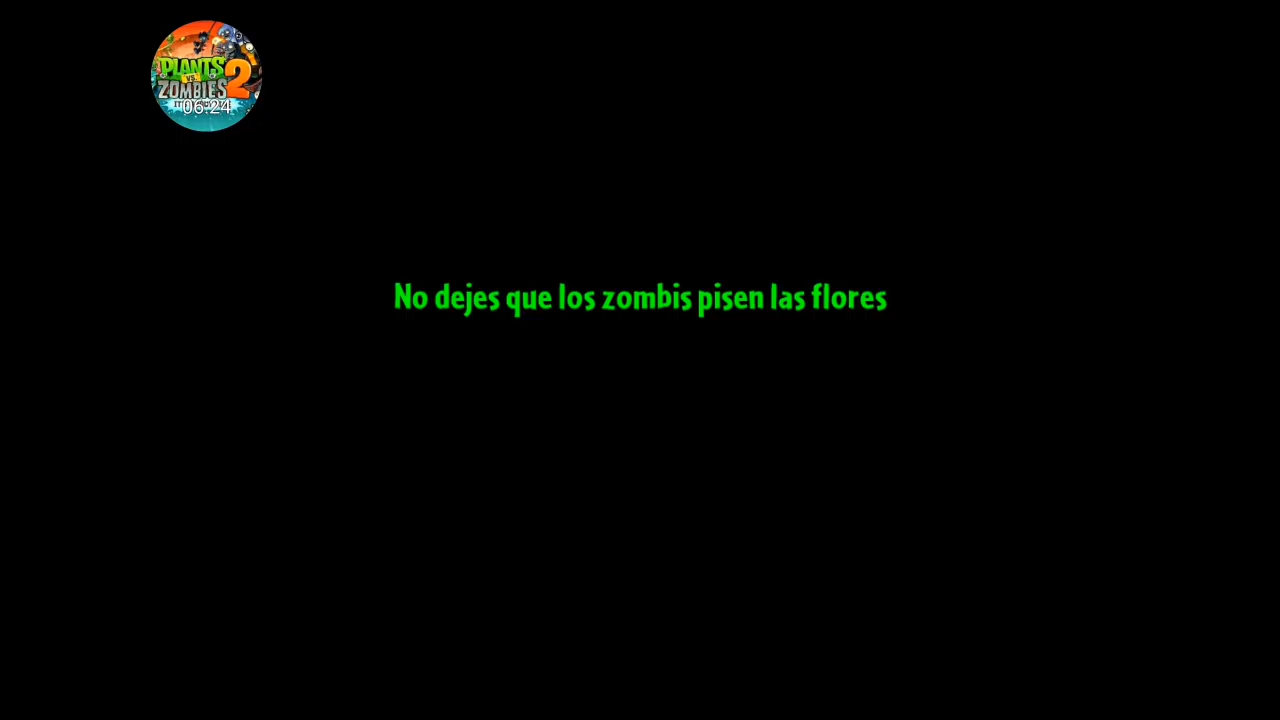 PLANTS
VS.
ZOMBIES 2
06:24
No dejes que los zombis pisen las flores